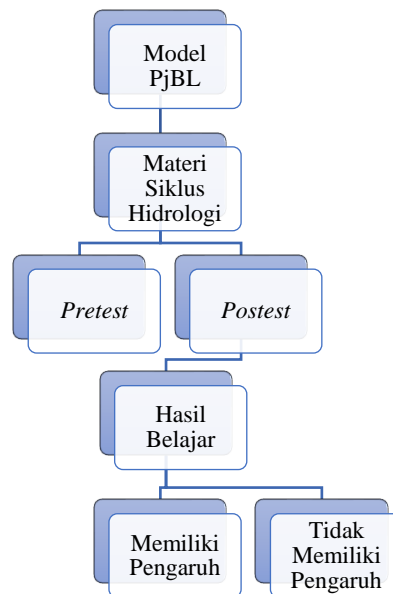 Model
PjBL
Materi
Siklus
Hidrologi
Pretest
Postest
Hasil
Belajar
Memiliki
Pengaruh
Tidak
Memiliki
Pengaruh